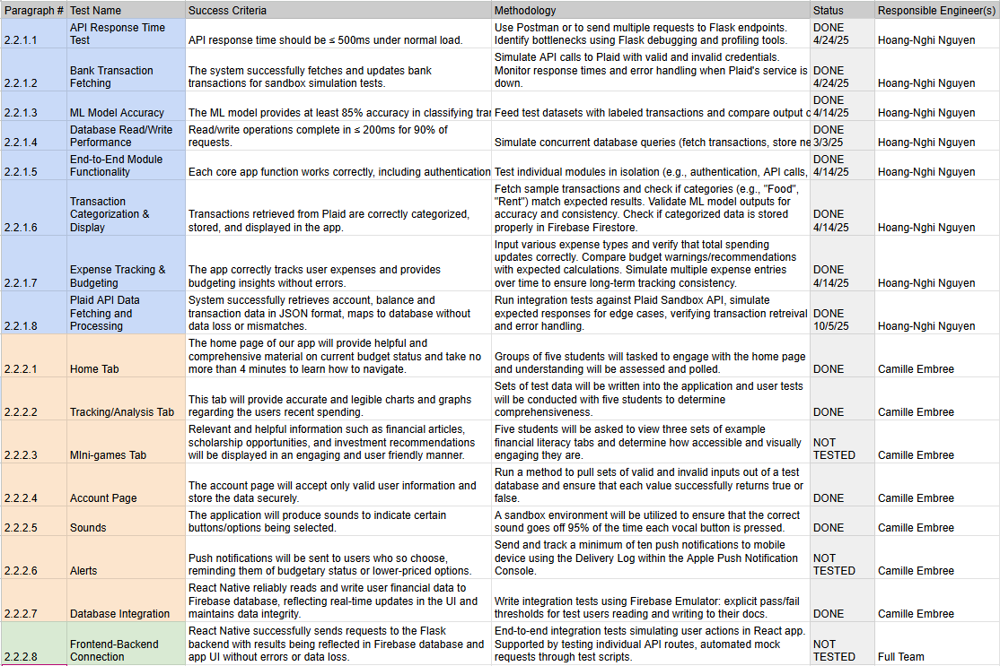 Paragraph # Test Name Success Criteria Methodology Status Responsible Engineer(s)
2.2.1.1 API Response Time Test API response time should be ≤ 500ms under normal load. Use Postman or to send multiple requests to Flask endpoints. Identify bottlenecks using Flask debugging and profiling tools. DONE 4/24/25 Hoang-Nghi Nguyen
2.2.1.2 Bank Transaction Fetching The system successfully fetches and updates bank transactions for sandbox simulation tests. Simulate API calls to Plaid with valid and invalid credentials. Monitor response times and error handling when Plaid's service is down. DONE 4/24/25 Hoang-Nghi Nguyen
2.2.1.3 ML Model Accuracy The ML model provides at least 85% accuracy in classifying Feed test datasets with labeled transactions and compare output DONE 4/14/25 Hoang-Nghi Nguyen
2.2.1.4 Database Read/Write Performance Read/write operations complete in ≤ 200ms for 90% of requests. Simulate concurrent database queries (fetch transactions, store DONE 3/3/25 Hoang-Nghi Nguyen
2.2.1.5 End-to-End Module Functionality Each core app function works correctly, including authentication Test individual modules in isolation (e.g., authentication, API calls, DONE 4/14/25 Hoang-Nghi Nguyen
2.2.1.6 Transaction Categorization & Display Transactions retrieved from Plaid are correctly categorized, stored, and displayed in the app. Fetch sample transactions and check if categories (e.g., "Food", "Rent") match expected results. Validate ML model outputs for accuracy and consistency. Check if categorized data is stored properly in Firebase Firestore. DONE 4/14/25 Hoang-Nghi Nguyen
2.2.1.7 Expense Tracking & Budgeting The app correctly tracks user expenses and provides budgeting insights without errors. Input various expense types and verify that total spending updates correctly. Compare budget warnings/recommendations with expected calculations. Simulate multiple expense entries over time to ensure long-term tracking consistency. DONE 4/14/25 Hoang-Nghi Nguyen
2.2.1.8 Plaid API Data Fetching and Processing System successfully retrieves account, balance and transaction data in JSON format, maps to database without data loss or mismatches. Run integration tests against Plaid Sandbox API, simulate expected responses for edge cases, verifying transaction retreival and error handling. DONE 10/5/25 Hoang-Nghi Nguyen
2.2.2.1 Home Tab The home page of our app will provide helpful and comprehensive material on current budget status and take no more than 4 minutes to learn how to navigate. Groups of five students will tasked to engage with the home page and understanding will be assessed and polled. DONE Camille Embree
2.2.2.2 Tracking/Analysis Tab This tab will provide accurate and legible charts and graphs regarding the users recent spending. Sets of test data will be written into the application and user tests will be conducted with five students to determine comprehensiveness. DONE Camille Embree
2.2.2.3 MIni-games Tab Relevant and helpful information such as financial articles, scholarship opportunities, and investment recommendations will be displayed in an engaging and user friendly manner. Five students will be asked to view three sets of example financial literacy tabs and determine how accessible and visually engaging they are. NOT TESTED Camille Embree
2.2.2.4 Account Page The account page will accept only valid user information and store the data securely. Run a method to pull sets of valid and invalid inputs out of a test database and ensure that each value successfully returns true or false. DONE Camille Embree
2.2.2.5 Sounds The application will produce sounds to indicate certain buttons/options being selected. A sandbox environment will be utilized to ensure that the correct sound goes off 95% of the time each vocal button is pressed. DONE Camille Embree
2.2.2.6 Alerts Push notifications will be sent to users who so choose, reminding them of budgetary status or lower-priced options. Send and track a minimum of ten push notifications to mobile device using the Delivery Log within the Apple Push Notification Console. NOT TESTED Camille Embree
2.2.2.7 Database Integration React Native reliably reads and write user financial data to Firebase database, reflecting real-time updates in the UI and maintains data integrity. Write integration tests using Firebase Emulator: explicit pass/fail thresholds for test users reading and writing to their docs. DONE Camille Embree
2.2.2.8 Frontend-Backend Connection React Native successfully sends requests to the Flask backend with results being reflected in Firebase database and app UI without errors or data loss. End-to-end integration tests simulating user actions in React app. Supported by testing individual API routes, automated mock requests through test scripts. NOT TESTED Full Team